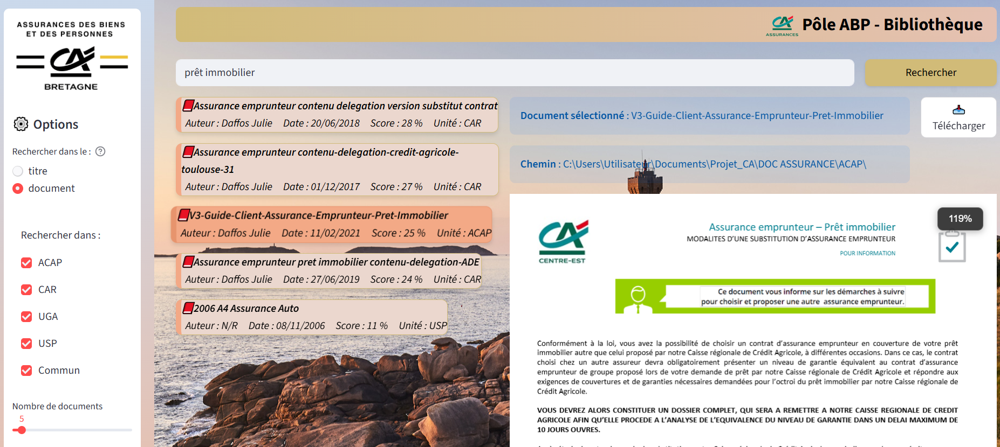 ASSURANCES DES BIENS
ET DES PERSONNES
CA
BRETAGNE
Options
Rechercher dans le :
titre
document
Rechercher dans :
ACAP
CAR
UGA
USP
Commun
Nombre de documents
5
CA
ASSURANCES
Pôle ABP - Bibliothèque
prêt immobilier
Rechercher
Assurance emprunteur contenu delegation version substitut contrat
Auteur : Daffos Julie Date : 20/06/2018 Score : 28 % Unité : CAR
Assurance emprunteur contenu-delegation-credit-agricole-
toulouse-31
Auteur : Daffos Julie Date : 01/12/2017 Score : 27 % Unité : CAR
V3-Guide-Client-Assurance-Emprunteur-Pret-Immobilier
Auteur : Daffos Julie Date : 11/02/2021 Score : 25 % Unité : ACAP
Assurance emprunteur pret immobilier contenu-delegation-ADE
Auteur : Daffos Julie Date : 27/06/2019 Score : 24 % Unité : CAR
2006 A4 Assurance Auto
Auteur : N/R Date : 08/11/2006 Score : 11 % Unité : USP
Document sélectionné : V3-Guide-Client-Assurance-Emprunteur-Pret-Immobilier
Télécharger
Chemin : C:\Users\Utilisateur\Documents\Projet_CA\DOC ASSURANCE\ACAP\
119%
CA
CENTRE-EST
Assurance emprunteur – Prêt immobilier
MODALITES D'UNE SUBSTITUTION D'ASSURANCE EMPRUNTEUR
POUR INFORMATION
Ce document vous informe sur les démarches à suivre
pour choisir et proposer une autre assurance emprunteur.
Conformément à la loi, vous avez la possibilité de choisir un contrat d'assurance emprunteur en couverture de votre prêt
immobilier autre que celui proposé par notre Caisse régionale de Crédit Agricole, à différentes occasions. Dans ce cas, le contrat
choisi chez un autre assureur devra obligatoirement présenter un niveau de garantie équivalent au contrat d'assurance
emprunteur de groupe proposé lors de votre demande de prêt par notre Caisse régionale de Crédit Agricole et répondre aux
exigences de couvertures et de garanties nécessaires demandées pour l'octroi du prêt immobilier par notre Caisse régionale de
Crédit Agricole.
VOUS DEVREZ ALORS CONSTITUER UN DOSSIER COMPLET, QUI SERA A REMETTRE A NOTRE CAISSE REGIONALE DE CREDIT
AGRICOLE AFIN QU'ELLE PROCEDE A L'ANALYSE DE L'EQUIVALENCE DU NIVEAU DE GARANTIE DANS UN DELAI MAXIMUM DE
10 JOURS OUVRES.